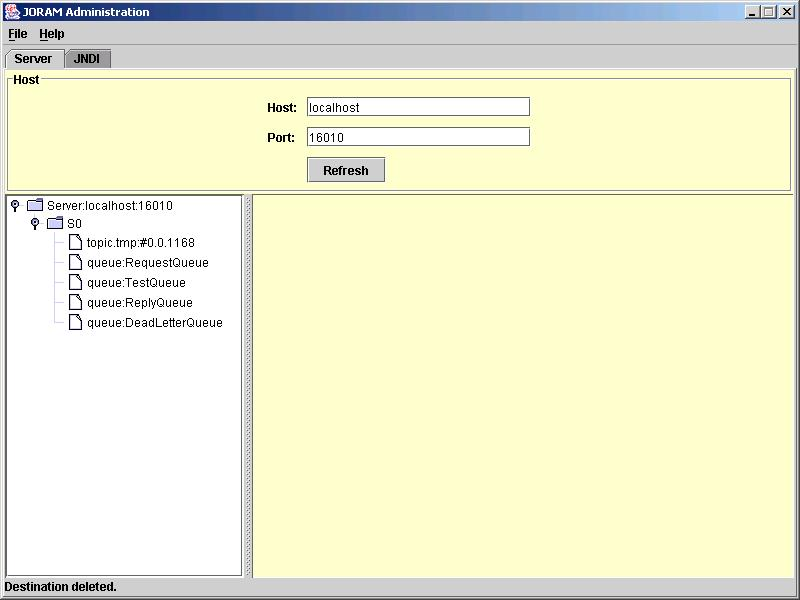 JORAM Administration
File Help
Server JNDI
Host
Host: localhost
Port: 16010
Refresh
Server:localhost:16010
S0
topic.tmp:#0.0.1168
queue:RequestQueue
queue:TestQueue
queue:ReplyQueue
queue:DeadLetterQueue
Destination deleted.